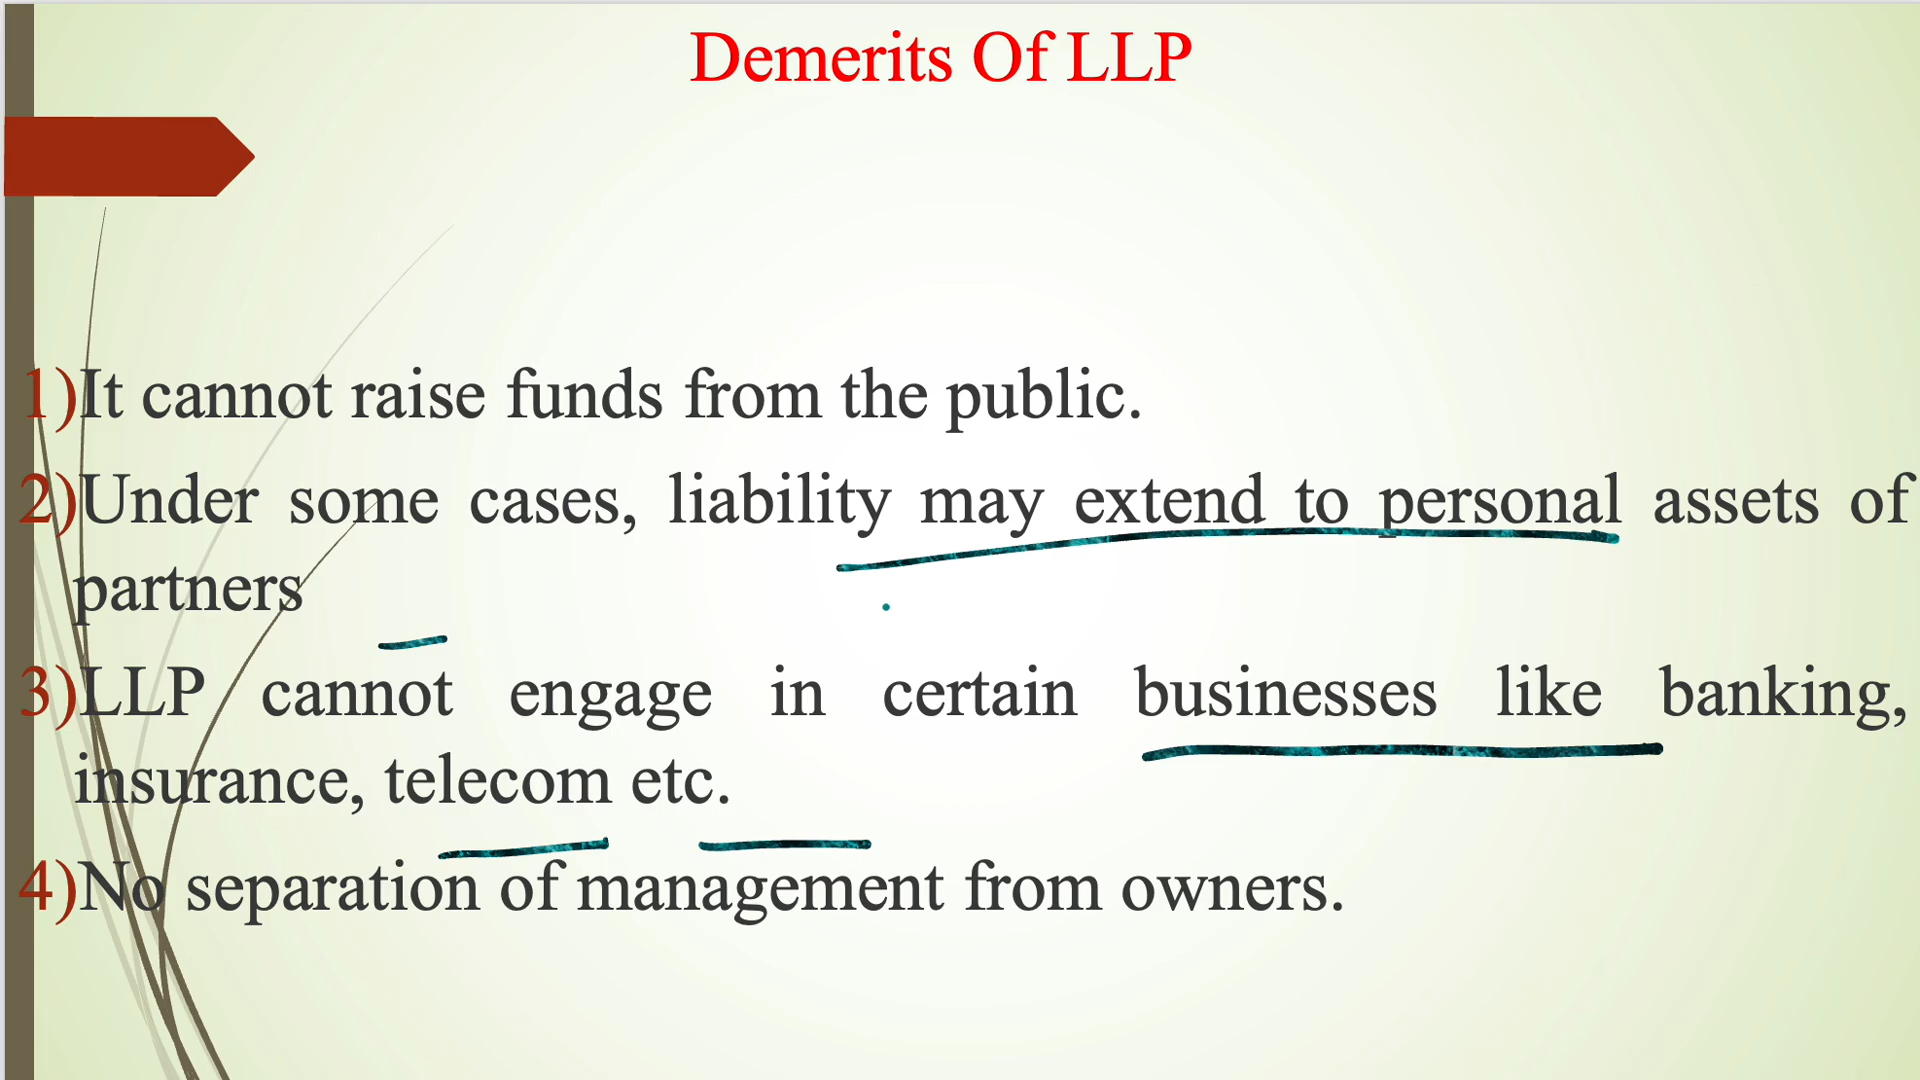 Demerits Of LLP
1)It cannot raise funds from the public.
2)Under some cases, liability may extend to personal assets of
partners
3)LLP cannot engage in certain businesses like banking,
insurance, telecom etc.
4)No separation of management from owners.